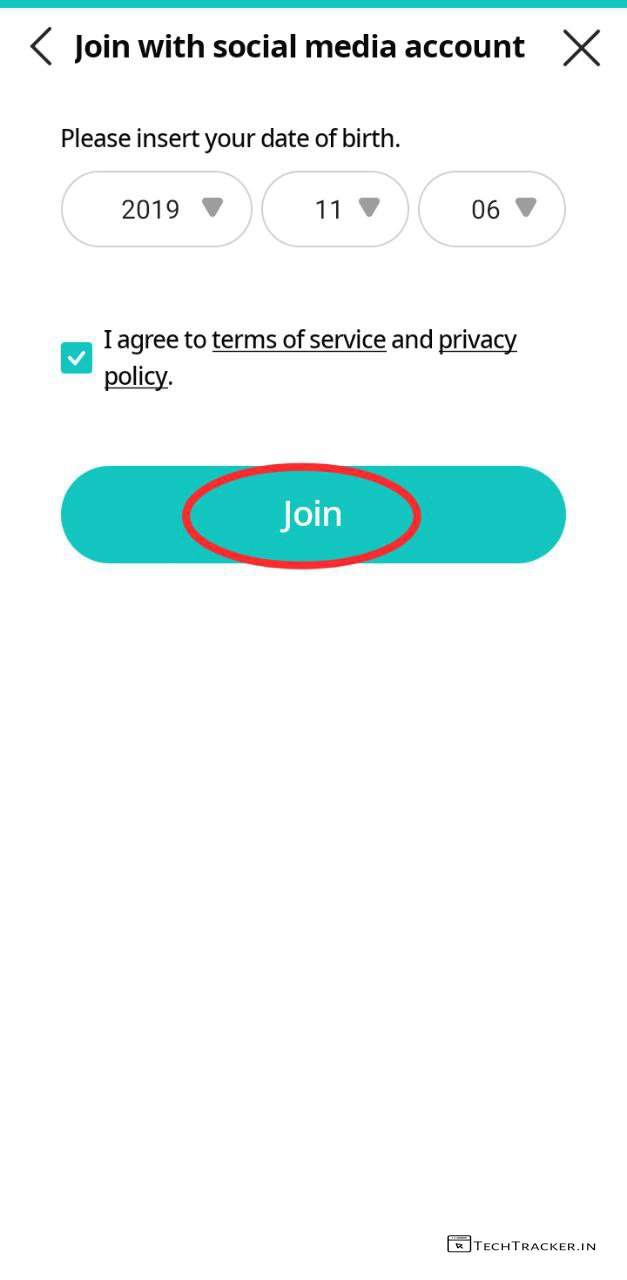 Join with social media account
Please insert your date of birth.
2019 11 06
I agree to terms of service and privacy
policy.
Join
TECHTRACKER.IN